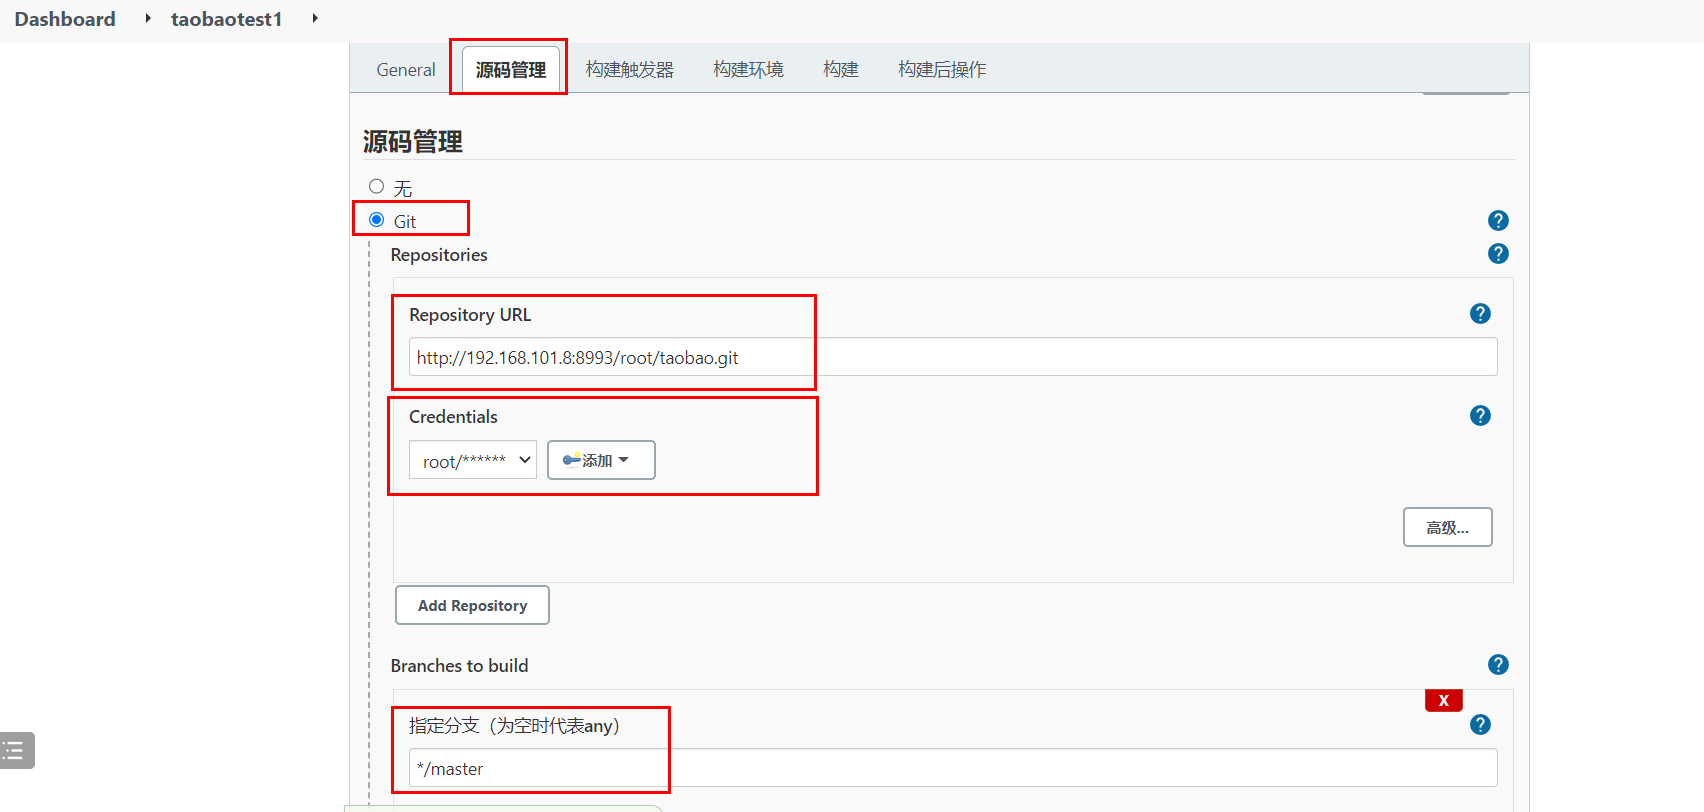 Dashboard taobaotest1
General 源码管理 构建触发器 构建环境 构建 构建后操作
源码管理
无
Git
?
Repositories
?
Repository URL
?
http://192.168.101.8:8993/root/taobao.git
Credentials
?
root/******
添加
高级...
Add Repository
Branches to build
?
X
指定分支（为空时代表any）
?
*/master